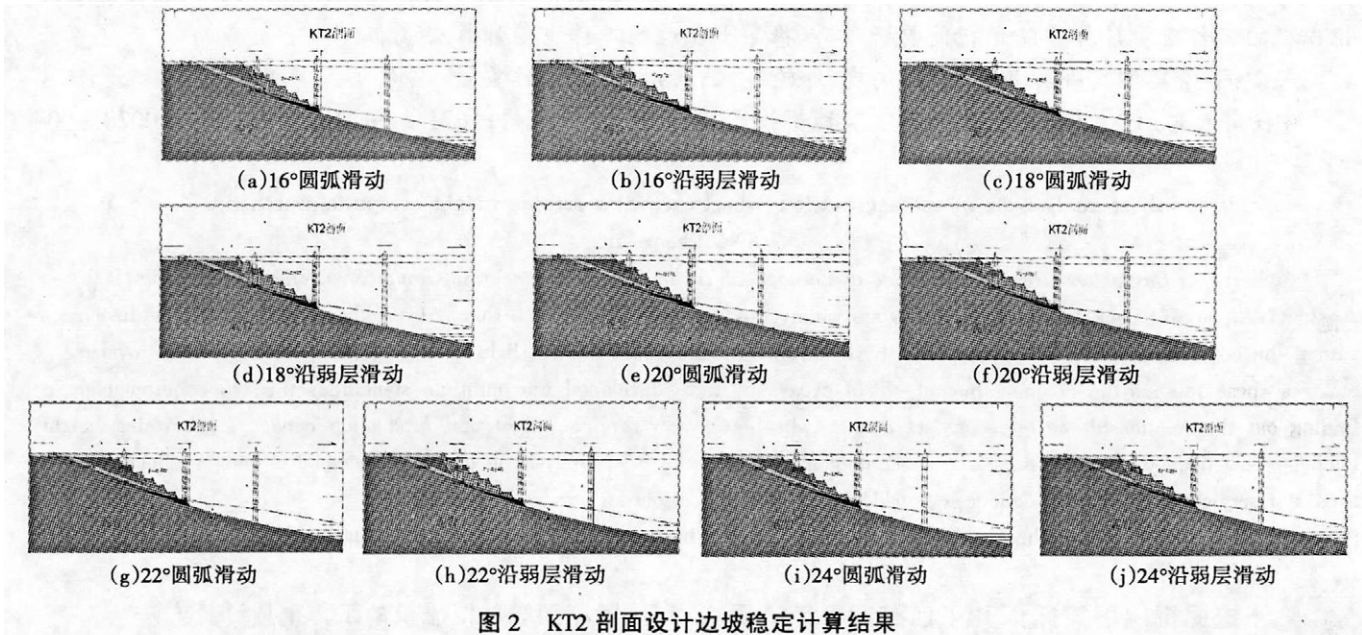 KT2剖面 KT2剖面 KT2剖面
(a)16°圆弧滑动 (b)16°沿弱层滑动 (c)18°圆弧滑动
KT2剖面 KT2剖面 KT2剖面
(d)18°沿弱层滑动 (e)20°圆弧滑动 (f)20°沿弱层滑动
KT2剖面 KT2剖面 KT2剖面 KT2剖面
(g)22°圆弧滑动 (h)22°沿弱层滑动 (i)24°圆弧滑动 (j)24°沿弱层滑动
图 2 KT2 剖面设计边坡稳定计算结果